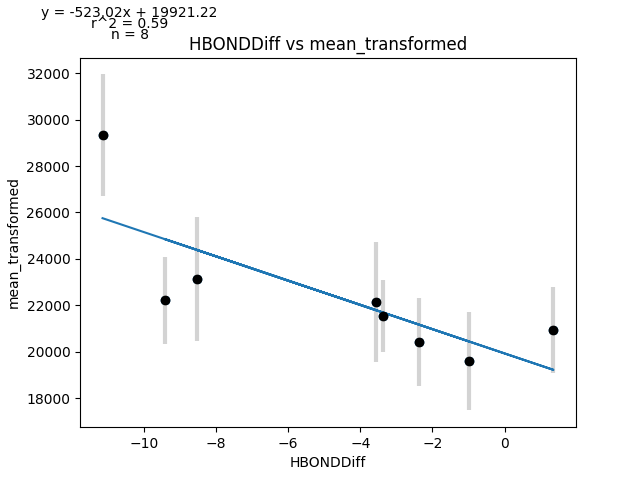 y = -523.02x + 19921.22
r^2 = 0.59
n = 8
HBONDDiff vs mean_transformed
32000
30000
28000
26000
24000
22000
20000
18000
mean_transformed
−10
−8
−6
−4
−2
0
HBONDDiff